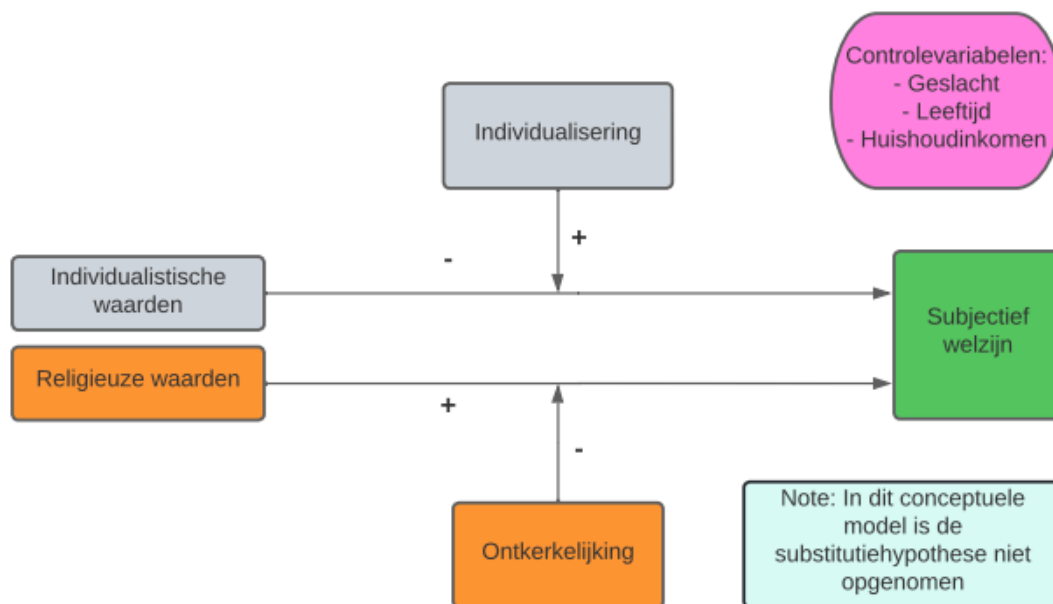 Controlevariabelen:
- Geslacht
- Leeftijd
- Huishoudinkomen
Individualisering
+
-
Individualistische
waarden
Subjectief
welzijn
Religieuze waarden
+
-
Ontkerkelijking
Note: In dit conceptuele
model is de
substitutiehypothese niet
opgenomen